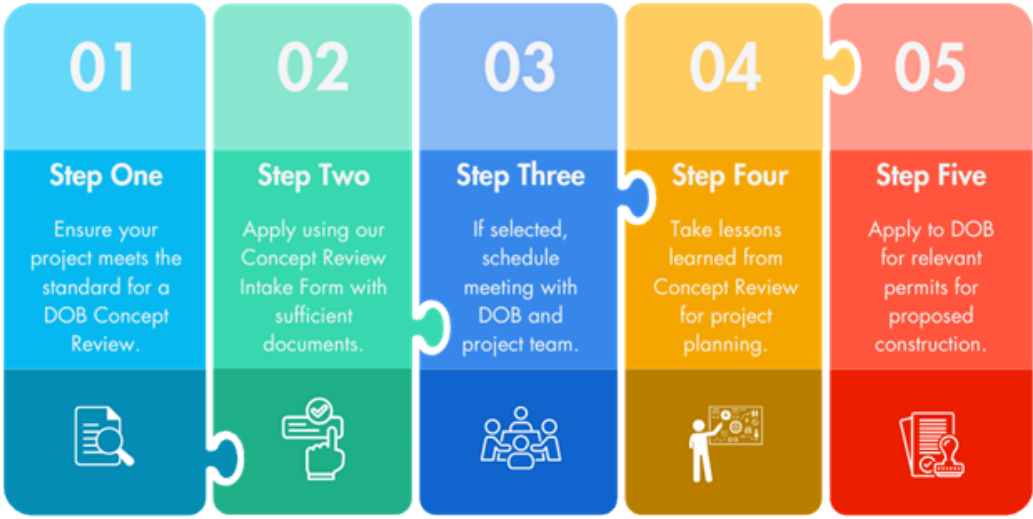 01
Step One
Ensure your
project meets the
standard for a
DOB Concept
Review.
02
Step Two
Apply using our
Concept Review
Intake Form with
sufficient
documents.
03
Step Three
If selected,
schedule
meeting with
DOB and
project team.
04
Step Four
Take lessons
learned from
Concept Review
for project
planning.
05
Step Five
Apply to DOB
for relevant
permits for
proposed
construction.